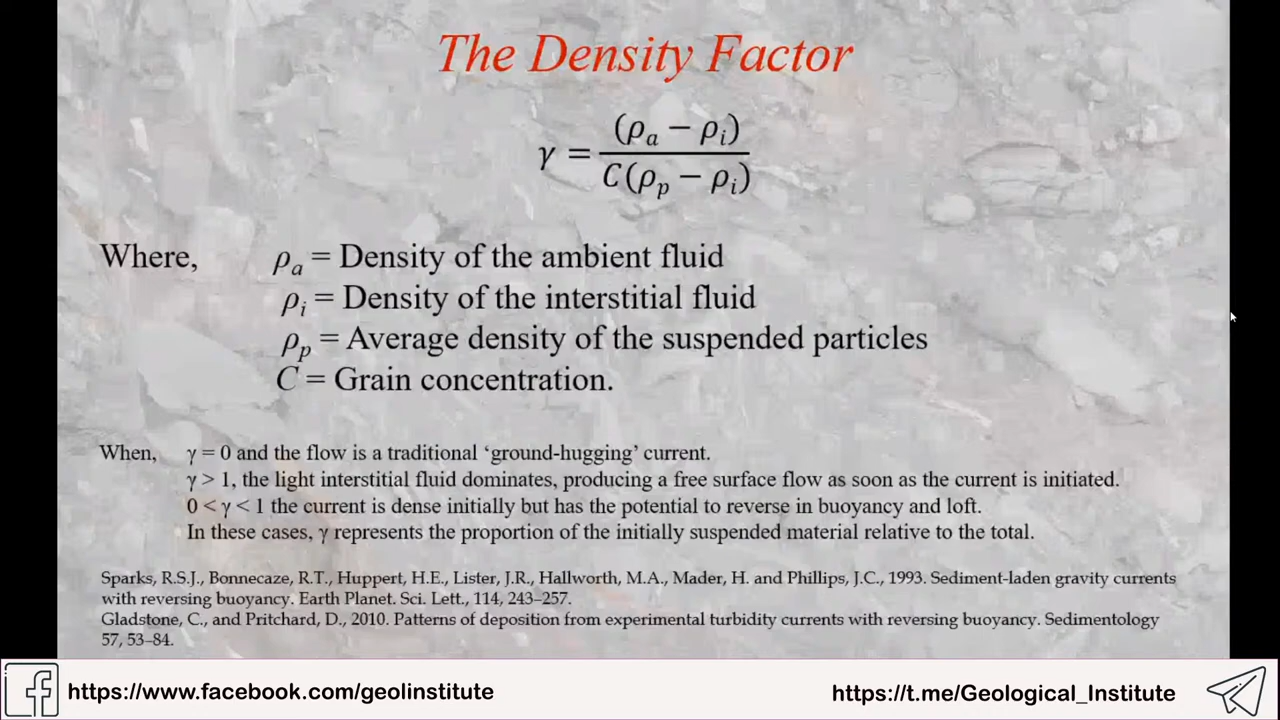 The Density Factor
γ = (ρₐ − ρᵢ) / C(ρₚ − ρᵢ)
Where, ρₐ = Density of the ambient fluid
ρᵢ = Density of the interstitial fluid
ρₚ = Average density of the suspended particles
C = Grain concentration.
When, γ = 0 and the flow is a traditional ‘ground-hugging’ current.
γ > 1, the light interstitial fluid dominates, producing a free surface flow as soon as the current is initiated.
0 < γ < 1 the current is dense initially but has the potential to reverse in buoyancy and loft.
In these cases, γ represents the proportion of the initially suspended material relative to the total.
Sparks, R.S.J., Bonnecaze, R.T., Huppert, H.E., Lister, J.R., Hallworth, M.A., Mader, H. and Phillips, J.C., 1993. Sediment-laden gravity currents
with reversing buoyancy. Earth Planet. Sci. Lett., 114, 243–257.
Gladstone, C., and Pritchard, D., 2010. Patterns of deposition from experimental turbidity currents with reversing buoyancy. Sedimentology
57, 53–84.
https://www.facebook.com/geolinstitute
https://t.me/Geological_Institute